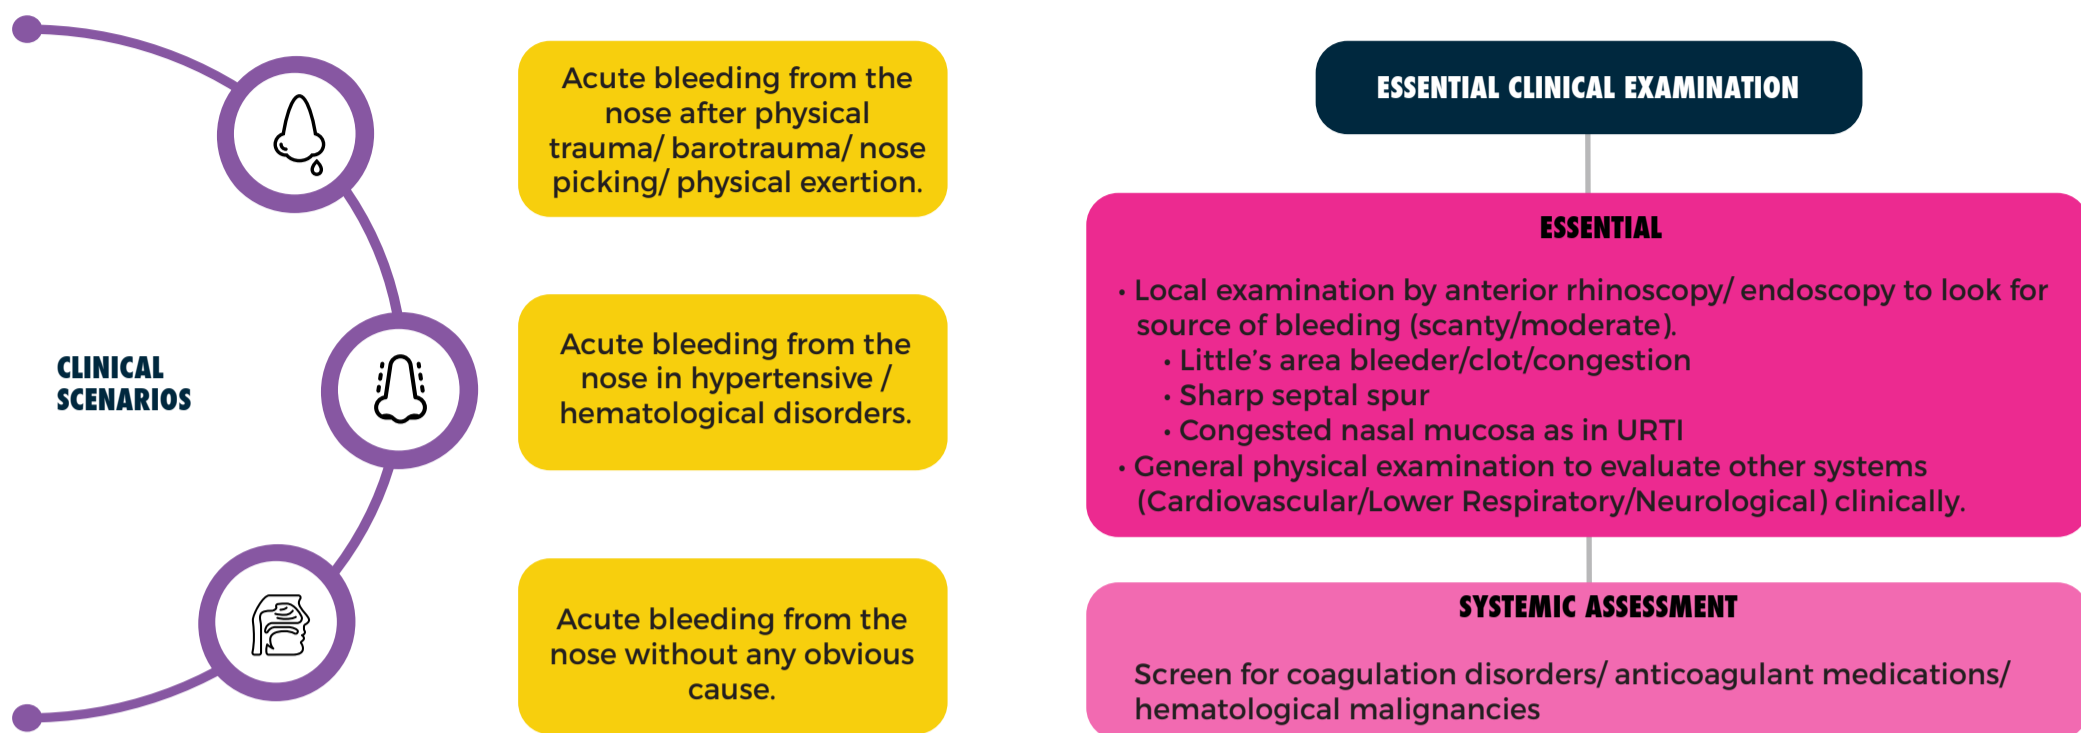 CLINICAL
SCENARIOS
Acute bleeding from the
nose after physical
trauma/ barotrauma/ nose
picking/ physical exertion.
Acute bleeding from the
nose in hypertensive /
hematological disorders.
Acute bleeding from the
nose without any obvious
cause.
ESSENTIAL CLINICAL EXAMINATION
ESSENTIAL
• Local examination by anterior rhinoscopy/ endoscopy to look for
source of bleeding (scanty/moderate).
• Little’s area bleeder/clot/congestion
• Sharp septal spur
• Congested nasal mucosa as in URTI
• General physical examination to evaluate other systems
(Cardiovascular/Lower Respiratory/Neurological) clinically.
SYSTEMIC ASSESSMENT
Screen for coagulation disorders/ anticoagulant medications/
hematological malignancies